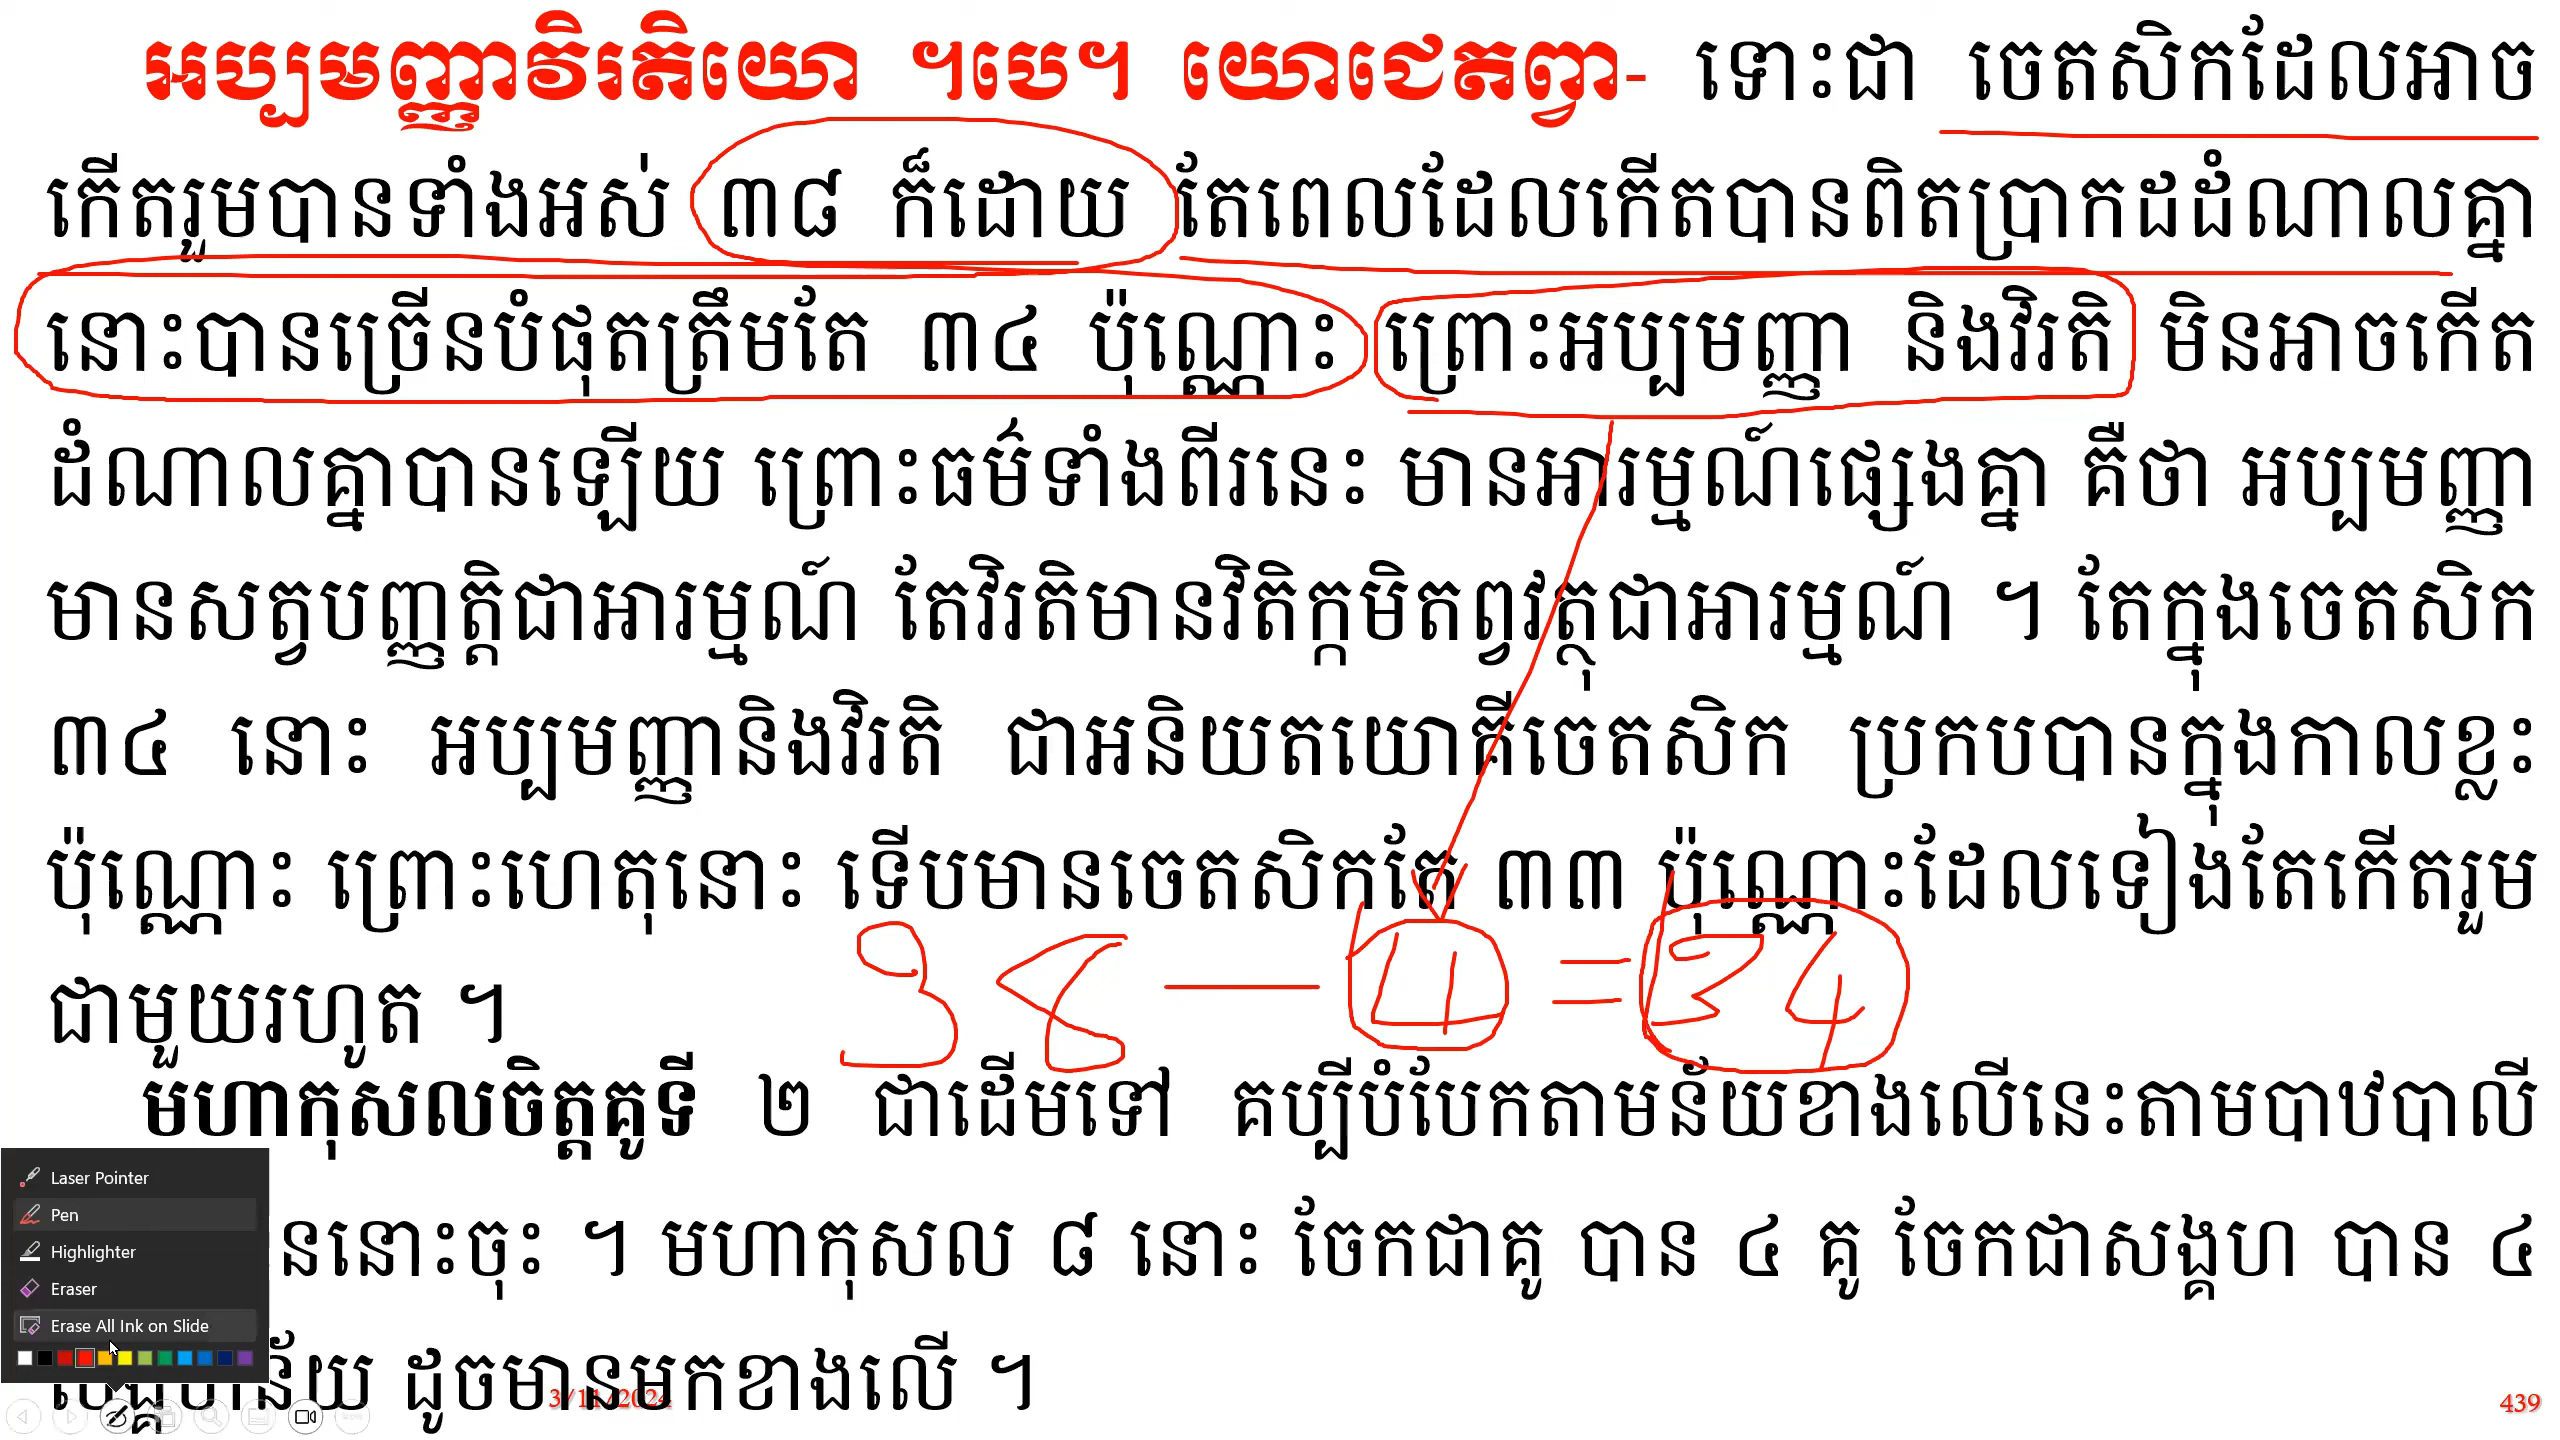 អប្បមញ្ញាវិរតិយោ ។បេ។ យោជេតព្វា- ទោះជា ចេតសិកដែលអាច
កើតរួមបានទាំងអស់ ៣៨ ក៏ដោយ តែពេលដែលកើតបានពិតប្រាកដដំណាលគ្នា
នោះបានច្រើនបំផុតត្រឹមតែ ៣៤ ប៉ុណ្ណោះ ព្រោះអប្បមញ្ញា និងវិរតិ មិនអាចកើត
ដំណាលគ្នាបានឡើយ ព្រោះធម៌ទាំងពីរនេះ មានអារម្មណ៍ផ្សេងគ្នា គឺថា អប្បមញ្ញា
មានសត្វបញ្ញត្តិជាអារម្មណ៍ តែវិរតិមានវិតិក្កមិតព្វវត្ថុជាអារម្មណ៍ ។ តែក្នុងចេតសិក
៣៤ នោះ អប្បមញ្ញានិងវិរតិ ជាអនិយតយោគីចេតសិក ប្រកបបានក្នុងកាលខ្លះ
ប៉ុណ្ណោះ ព្រោះហេតុនោះ ទើបមានចេតសិកតែ ៣៣ ប៉ុណ្ណោះដែលទៀងតែកើតរួម
ជាមួយរហូត ។
38 — 4 = 34
មហាកុសលចិត្តគូទី ២ ជាដើមទៅ គប្បីបំបែកតាមន័យខាងលើនេះតាមបាឋបាលី
នោះចុះ ។ មហាកុសល ៨ នោះ ចែកជាគូ បាន ៤ គូ ចែកជាសង្គហ បាន ៤
ដូចមានមកខាងលើ ។
Laser Pointer
Pen
Highlighter
Eraser
Erase All Ink on Slide
3/11/2024
439